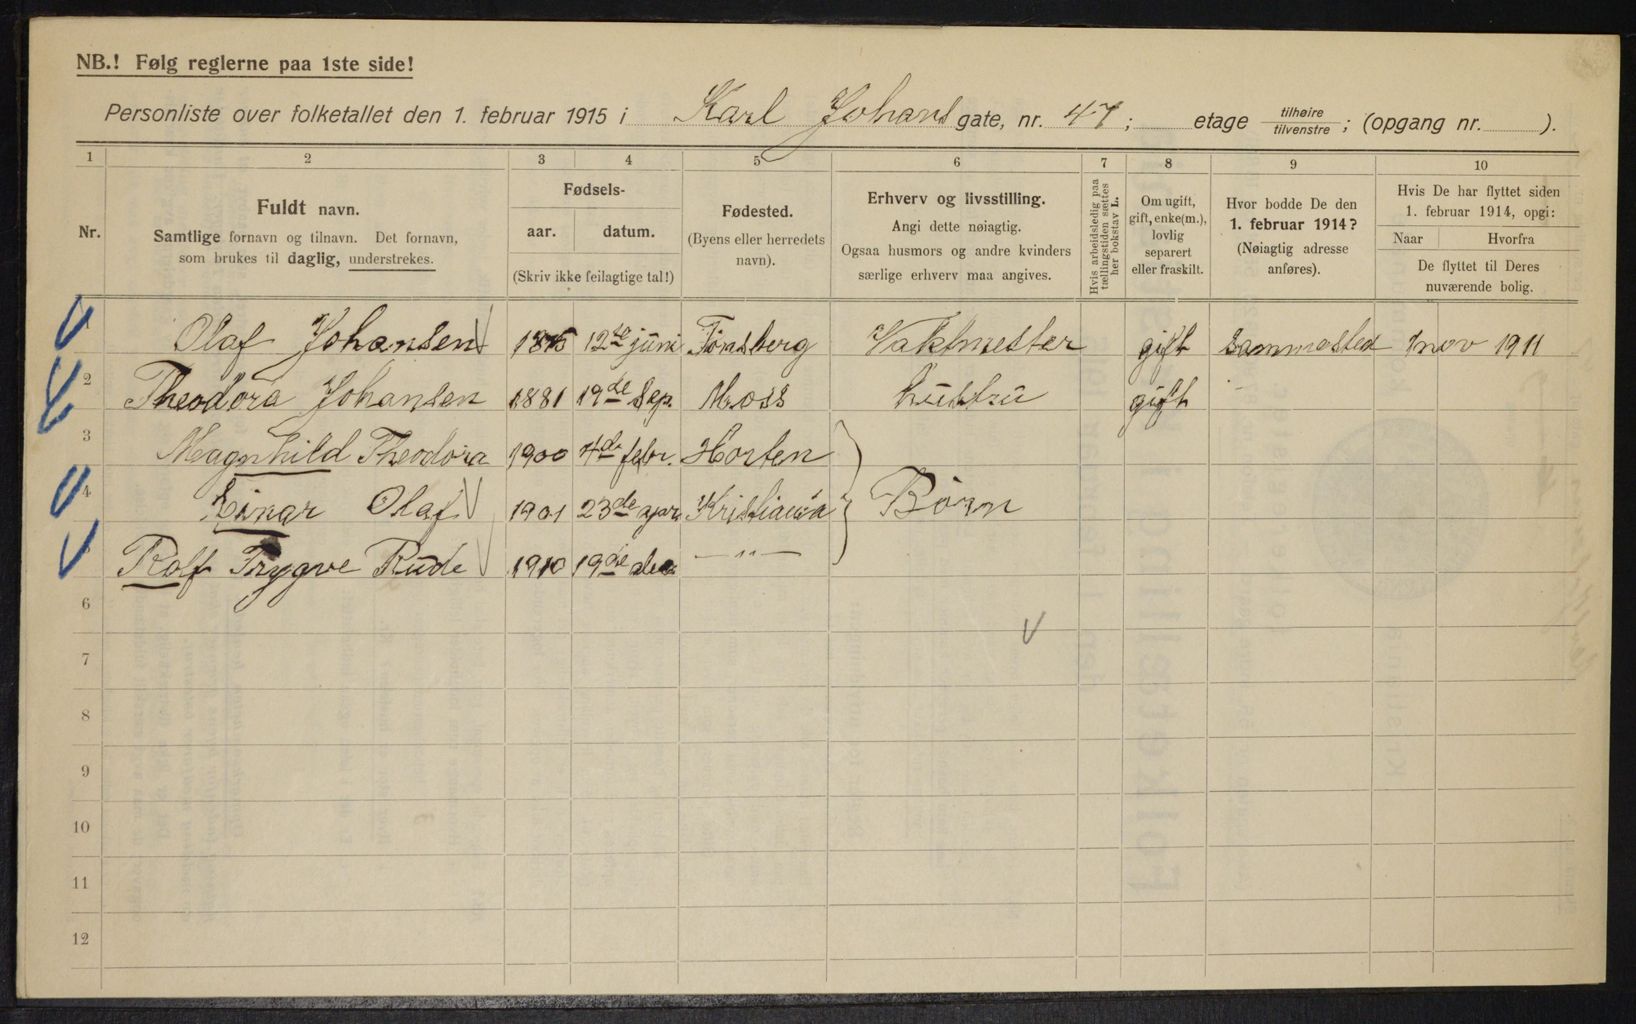 NB.! Følg reglerne paa 1ste side!
Personliste over folketallet den 1. februar 1915 i Karl Johans gate, nr. 47; etage tilhøire tilvenstre; (opgang nr. ).
1 2 3 4 5 6 7 8 9 10
Nr.
Fuldt navn.
Samtlige fornavn og tilnavn. Det fornavn,
som brukes til daglig, understrekes.
Fødsels-
aar. datum.
(Skriv ikke feilagtige tal!)
Fødested.
(Byens eller herredets
navn).
Erhverv og livsstilling.
Angi dette nøiagtig.
Ogsaa husmors og andre kvinders
særlige erhverv maa angives.
Hvis arbeidsledig paa
tællingstiden sættes
her bokstav L.
Om ugift,
gift, enke(m.),
lovlig
separert
eller fraskilt.
Hvor bodde De den
1. februar 1914?
(Nøiagtig adresse
anføres).
Hvis De har flyttet siden
1. februar 1914, opgi:
Naar Hvorfra
De flyttet til Deres
nuværende bolig.
Olaf Johansen 12te juni Tønsberg Vaktmester gift Sammested 1 nov 1911
2 Theodora Johansen 1881 19de Sep. Moss hustru gift
3 Magnhild Theodora 1900 4de febr. Horten
4 Einar Olaf 1901 23de apr. Kristiania Børn
Rolf Trygve Rude 1910 19de des — " —
6
7
8
9
10
11
12